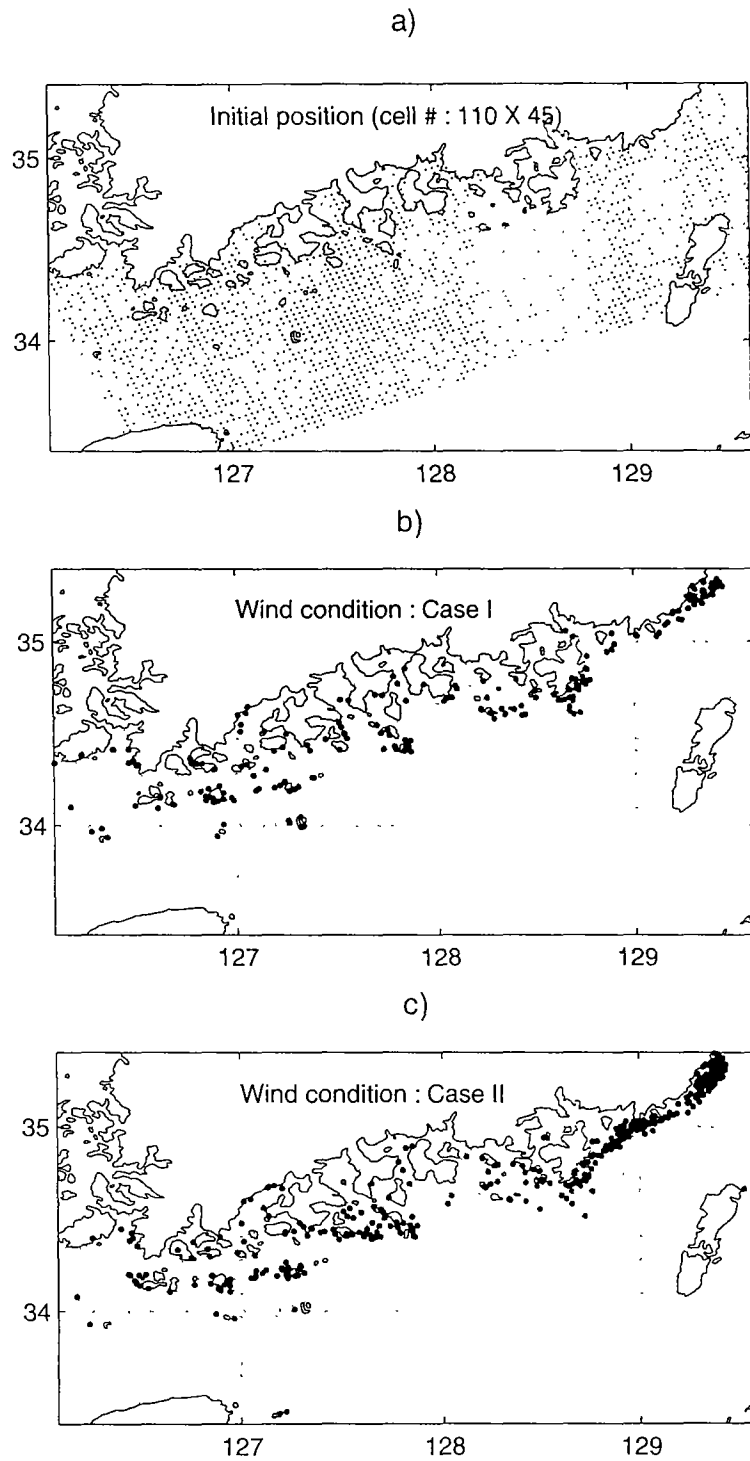 a)
Initial position (cell # : 110 X 45)
35
34
127 128 129
b)
Wind condition : Case I
35
34
127 128 129
c)
Wind condition : Case II
35
34
127 128 129